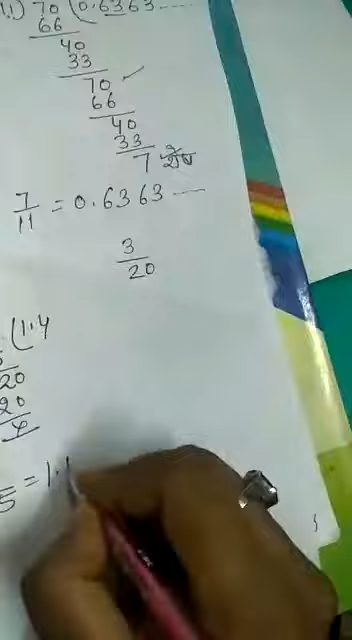 11) 70 (0.6363.....
66
40
33
70
66
40
33
7 शेष
7/11 = 0.6363 ......
3/20
(1.4
20
20
5 = 1.